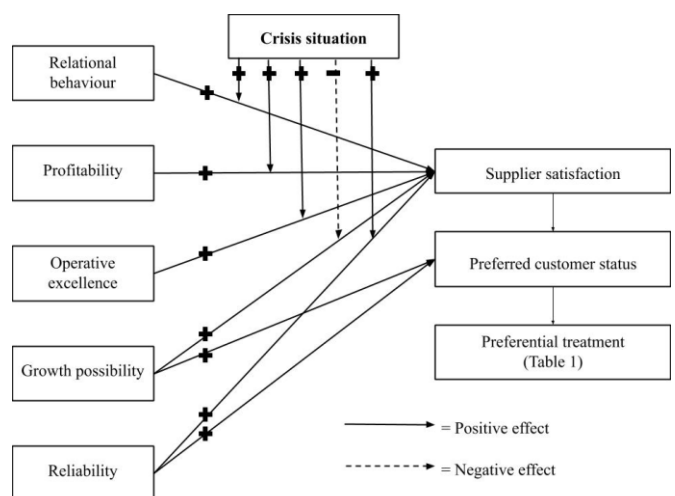 Crisis situation
Relational
behaviour
Profitability
Supplier satisfaction
Operative
excellence
Preferred customer status
Growth possibility
Preferential treatment
(Table 1)
Reliability
= Positive effect
= Negative effect